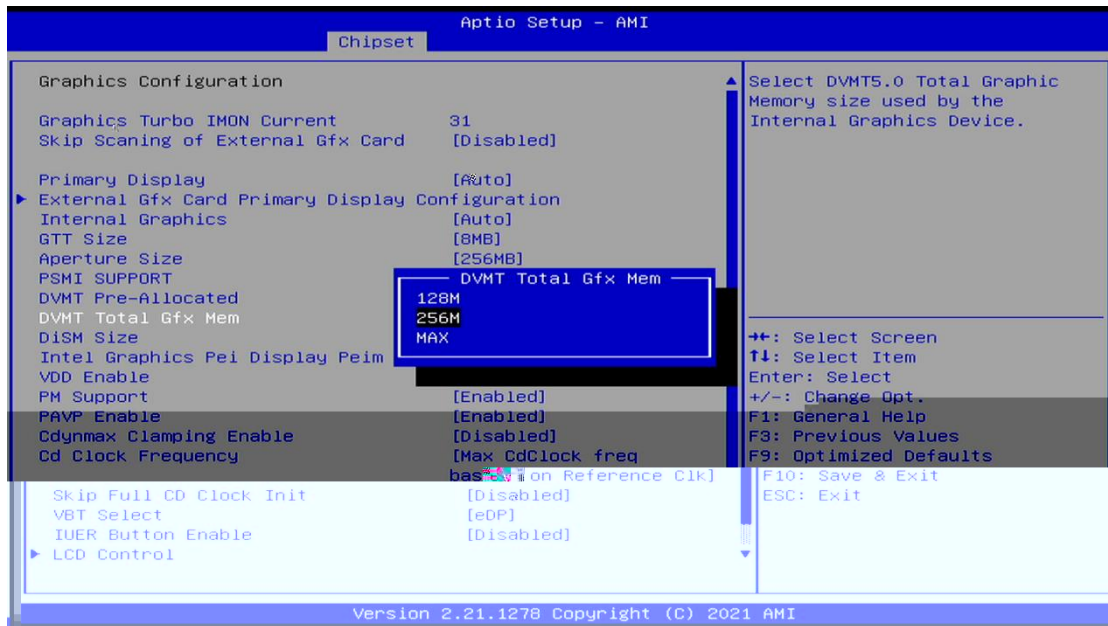 Aptio Setup – AMI
Chipset
Graphics Configuration
Graphics Turbo IMON Current 31
Skip Scaning of External Gfx Card [Disabled]
Primary Display [Auto]
External Gfx Card Primary Display Configuration
Internal Graphics [Auto]
GTT Size [8MB]
Aperture Size [256MB]
PSMI SUPPORT
DVMT Pre-Allocated
DVMT Total Gfx Mem
DiSM Size
Intel Graphics Pei Display Peim
VDD Enable
PM Support [Enabled]
PAVP Enable [Enabled]
Cdynmax Clamping Enable [Disabled]
Cd Clock Frequency [Max CdClock freq
on Reference Clk]
Skip Full CD Clock Init [Disabled]
VBT Select [eDP]
IUER Button Enable [Disabled]
LCD Control
DVMT Total Gfx Mem
128M
256M
MAX
Select DVMT5.0 Total Graphic
Memory size used by the
Internal Graphics Device.
→←: Select Screen
↑↓: Select Item
Enter: Select
+/-: Change Opt.
F1: General Help
F3: Previous Values
F9: Optimized Defaults
F10: Save & Exit
ESC: Exit
Version 2.21.1278 Copyright (C) 2021 AMI